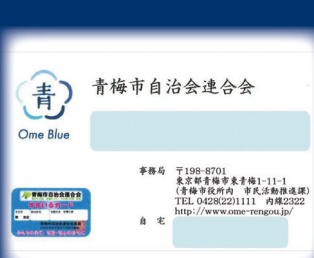 青梅市自治会連合会
青
Ome Blue
事務局 〒198-8701
東京都青梅市東青梅1-11-1
(青梅市役所内 市民活動推進課)
TEL 0428(22)1111 内線2322
http://www.ome-rengou.jp/
自 宅
青梅市自治会連合会